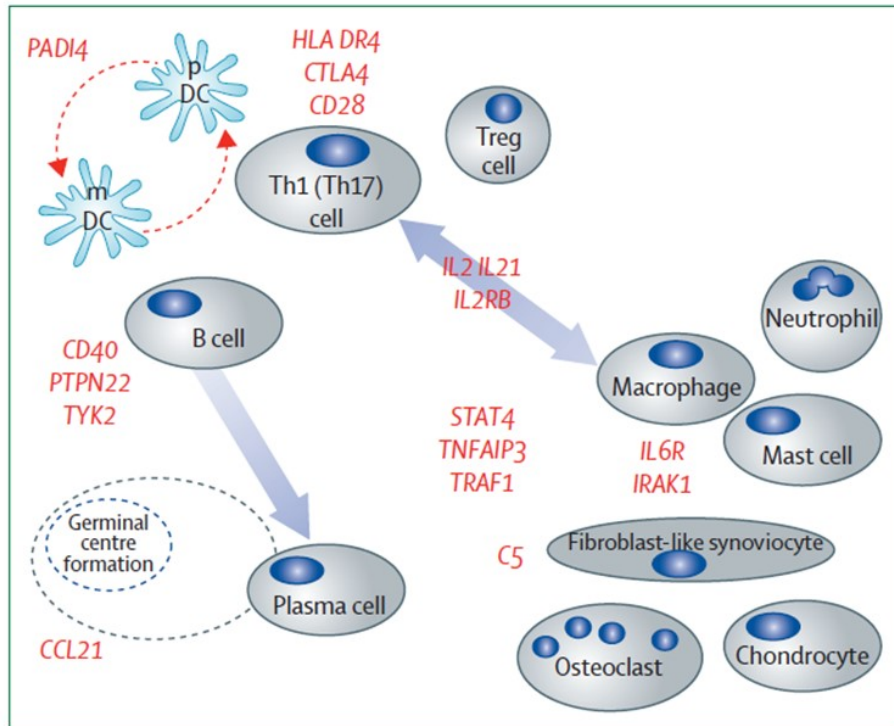 PADI4
p
DC
m
DC
HLA DR4
CTLA4
CD28
Th1 (Th17)
cell
Treg
cell
IL2 IL21
IL2RB
Neutrophil
B cell
CD40
PTPN22
TYK2
Macrophage
Mast cell
STAT4
TNFAIP3
TRAF1
IL6R
IRAK1
Germinal
centre
formation
CCL21
Plasma cell
C5
Fibroblast-like synoviocyte
Osteoclast
Chondrocyte